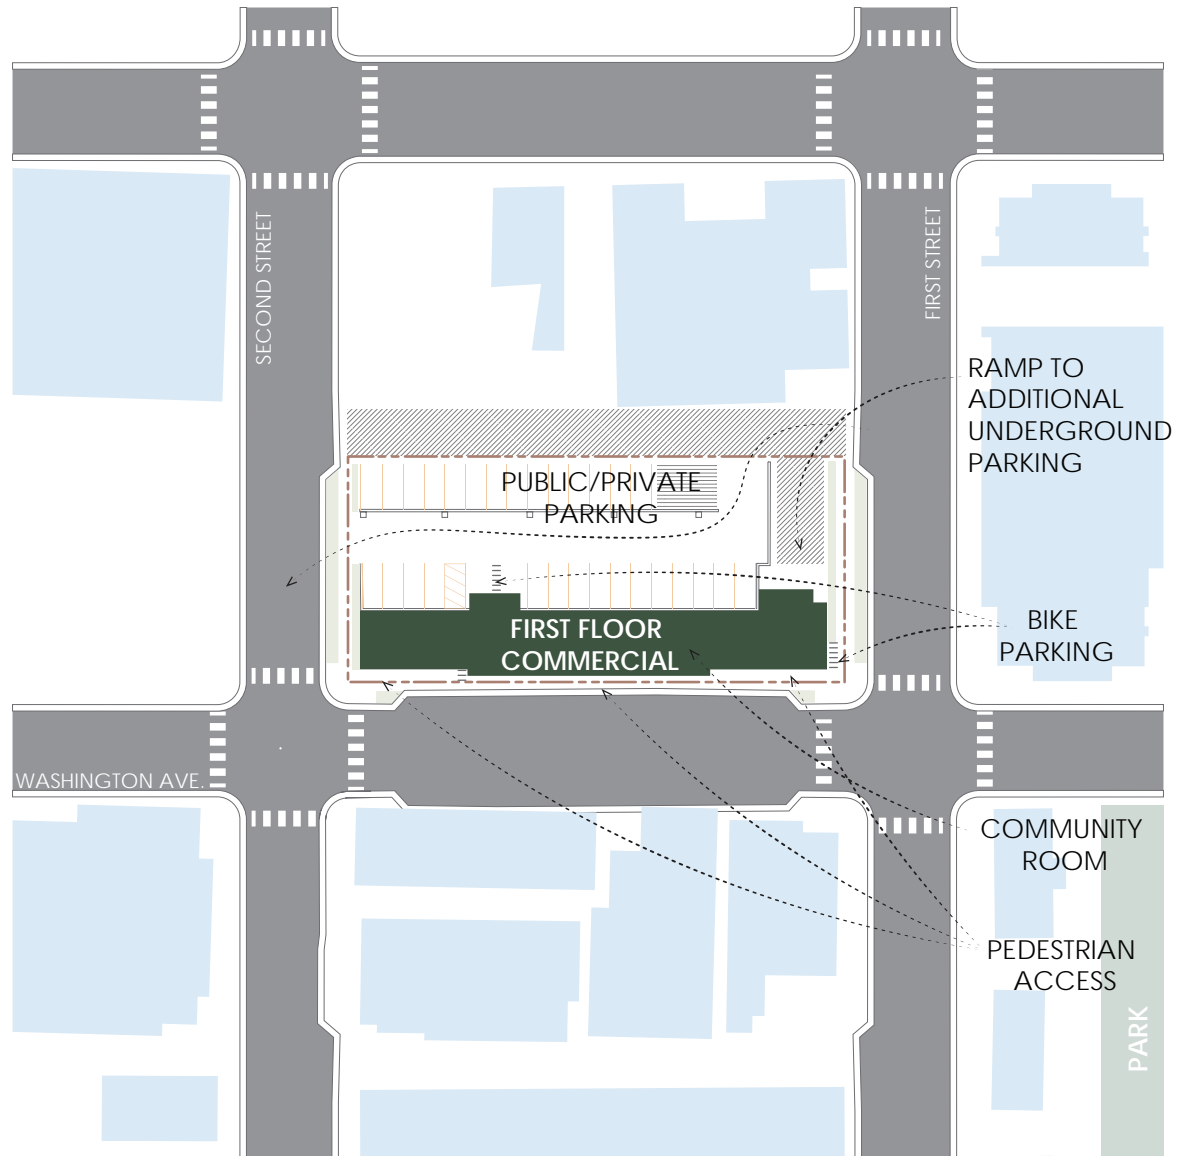 SECOND STREET
FIRST STREET
RAMP TO
ADDITIONAL
UNDERGROUND
PARKING
PUBLIC/PRIVATE
PARKING
FIRST FLOOR
COMMERCIAL
BIKE
PARKING
WASHINGTON AVE.
COMMUNITY
ROOM
PEDESTRIAN
ACCESS
PARK